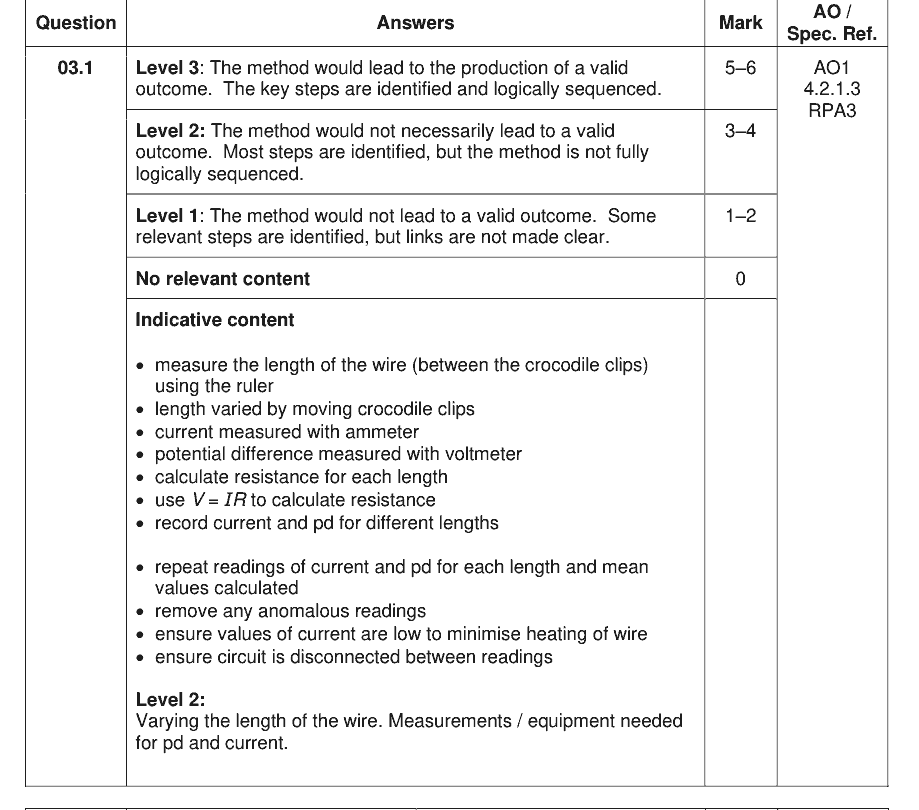 Question
Answers
Mark
AO /
Spec. Ref.
03.1
Level 3: The method would lead to the production of a valid
outcome. The key steps are identified and logically sequenced.
5–6
AO1
4.2.1.3
RPA3
Level 2: The method would not necessarily lead to a valid
outcome. Most steps are identified, but the method is not fully
logically sequenced.
3–4
Level 1: The method would not lead to a valid outcome. Some
relevant steps are identified, but links are not made clear.
1–2
No relevant content
0
Indicative content
• measure the length of the wire (between the crocodile clips)
using the ruler
• length varied by moving crocodile clips
• current measured with ammeter
• potential difference measured with voltmeter
• calculate resistance for each length
• use V = IR to calculate resistance
• record current and pd for different lengths
• repeat readings of current and pd for each length and mean
values calculated
• remove any anomalous readings
• ensure values of current are low to minimise heating of wire
• ensure circuit is disconnected between readings
Level 2:
Varying the length of the wire. Measurements / equipment needed
for pd and current.